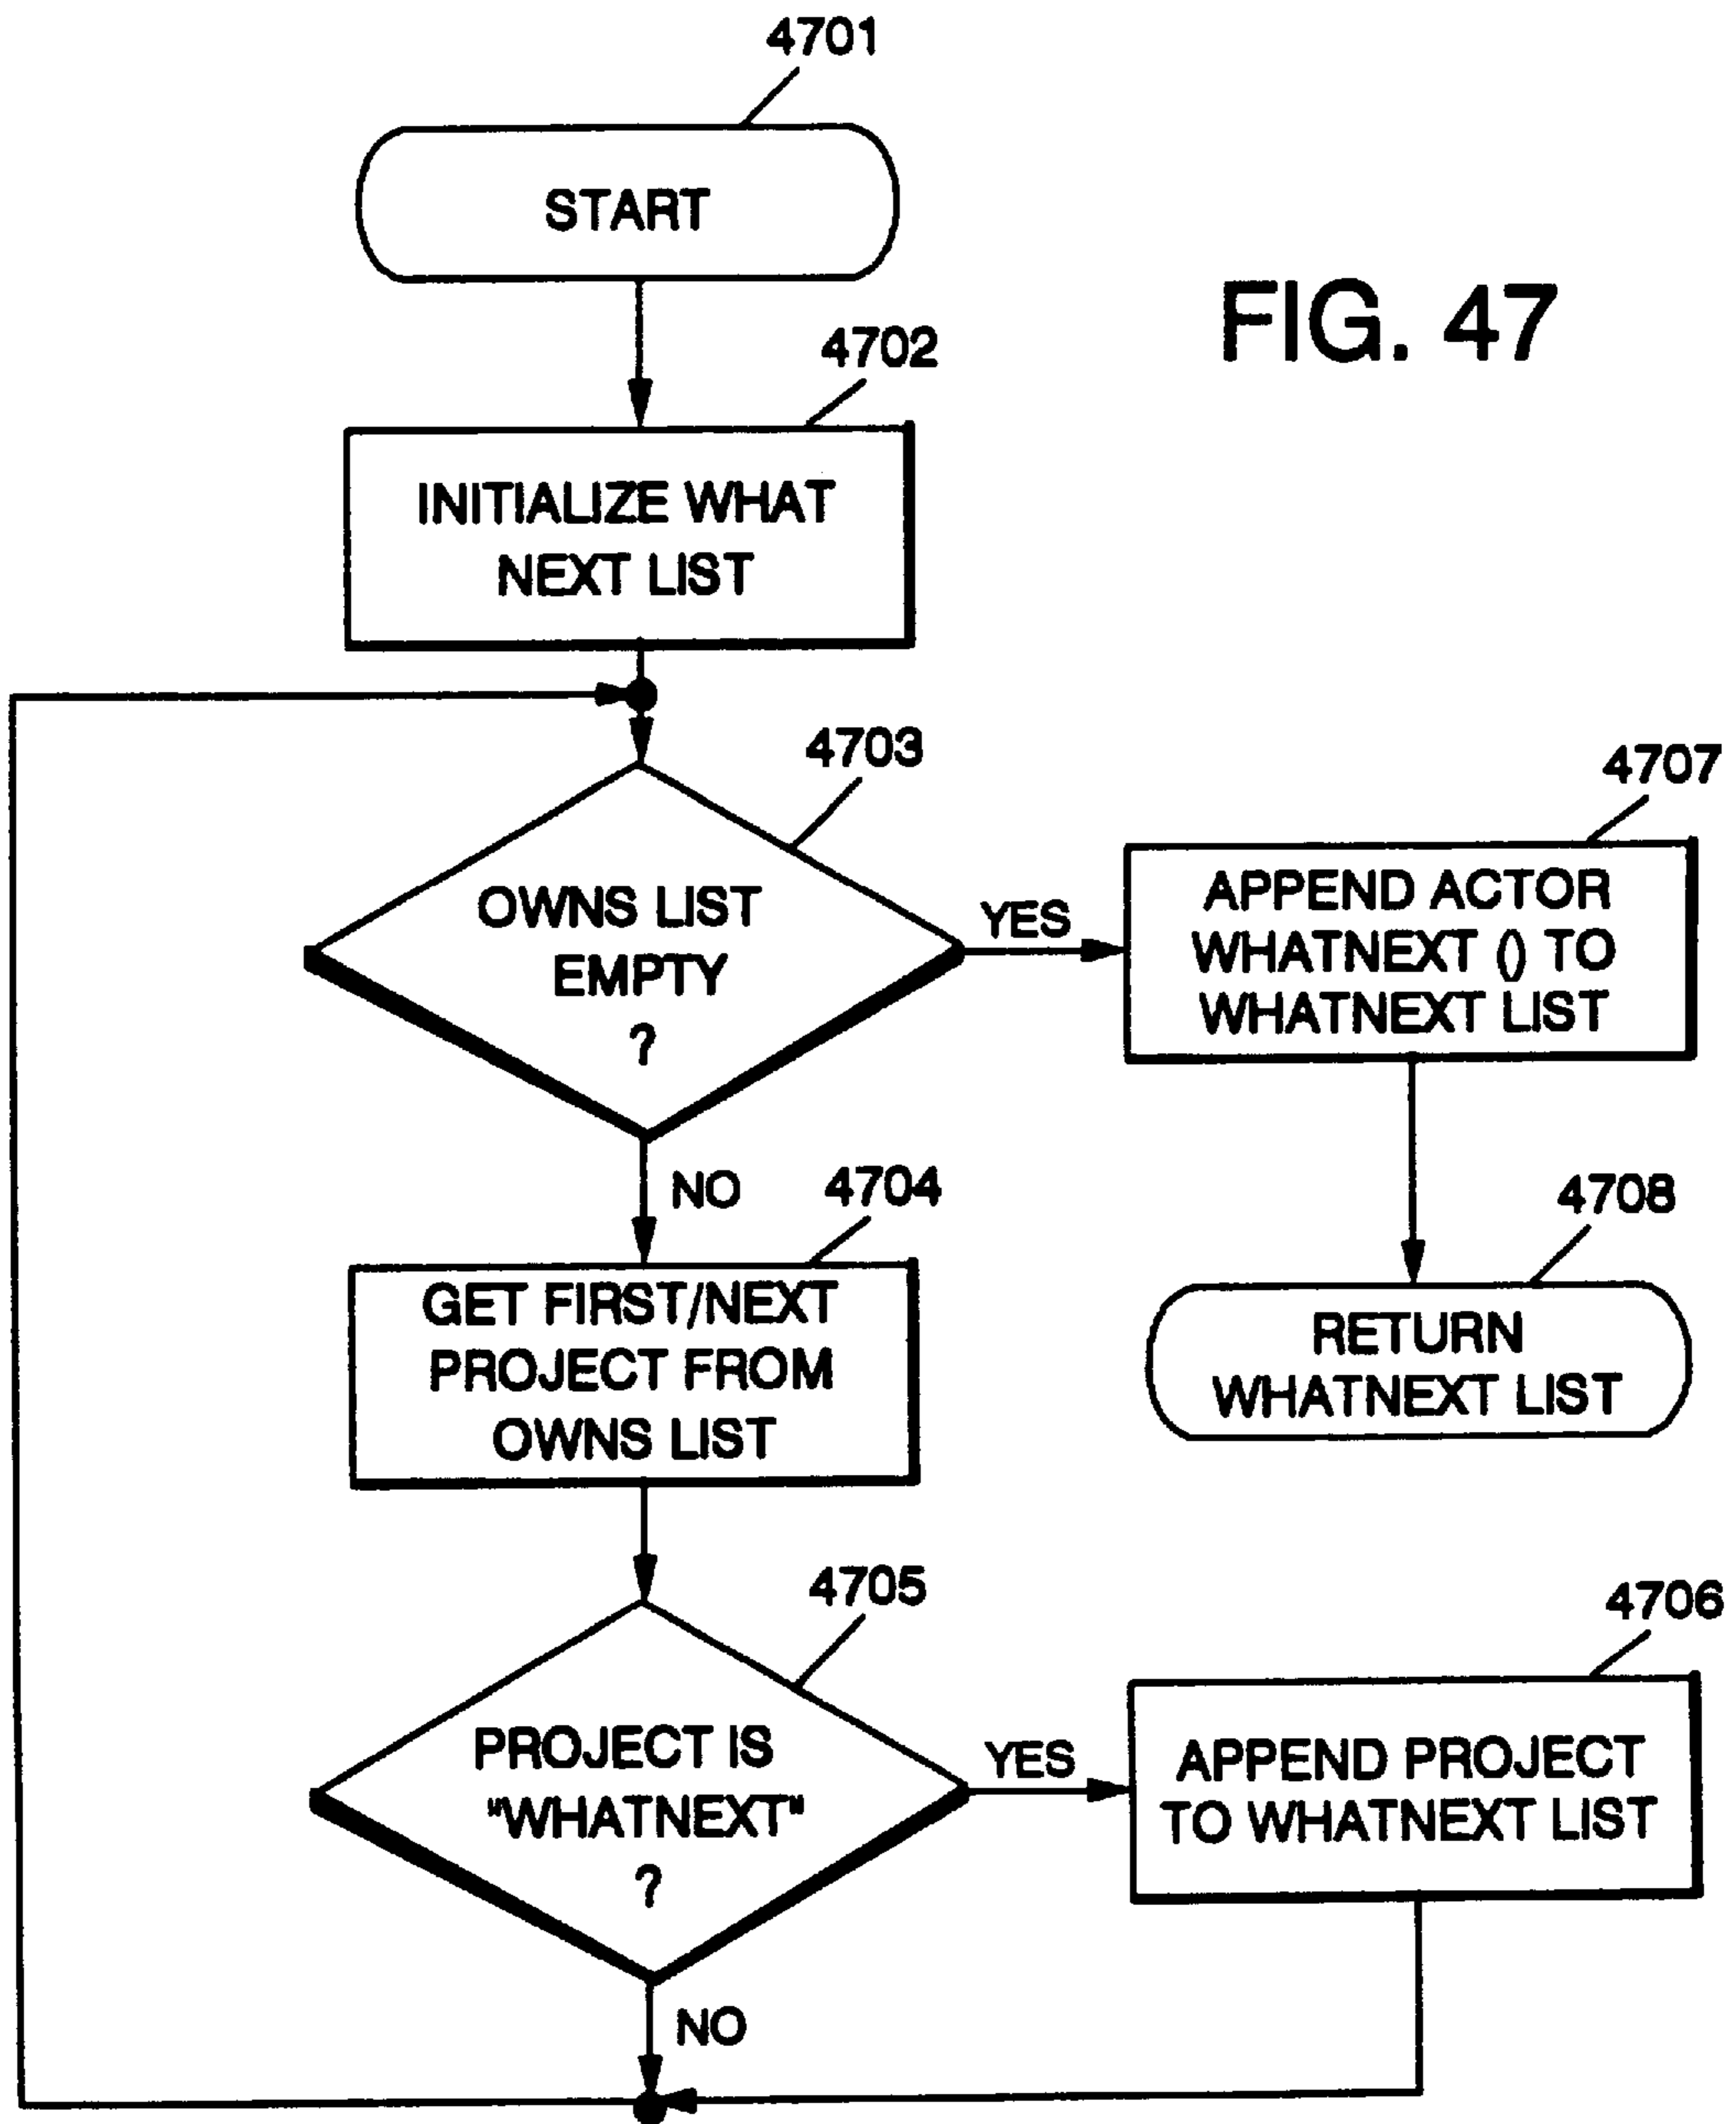 4701
START
FIG. 47
4702
INITIALIZE WHAT
NEXT LIST
4703
OWNS LIST
EMPTY
?
YES
4707
APPEND ACTOR
WHATNEXT () TO
WHATNEXT LIST
NO
4704
GET FIRST/NEXT
PROJECT FROM
OWNS LIST
4708
RETURN
WHATNEXT LIST
4705
PROJECT IS
"WHATNEXT"
?
YES
4706
APPEND PROJECT
TO WHATNEXT LIST
NO